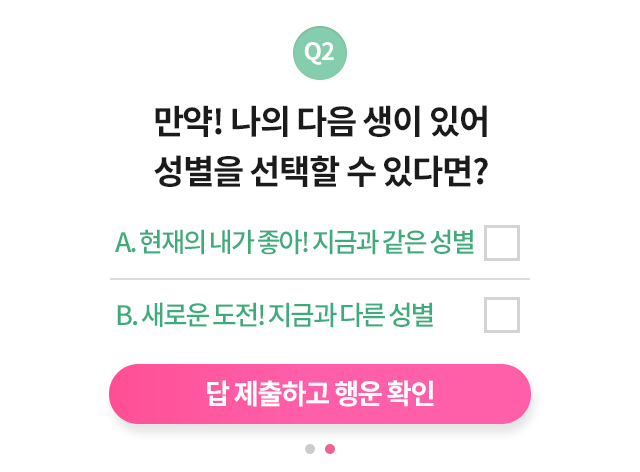 Q2
만약! 나의 다음 생이 있어
성별을 선택할 수 있다면?
A. 현재의 내가 좋아! 지금과 같은 성별
B. 새로운 도전! 지금과 다른 성별
답 제출하고 행운 확인